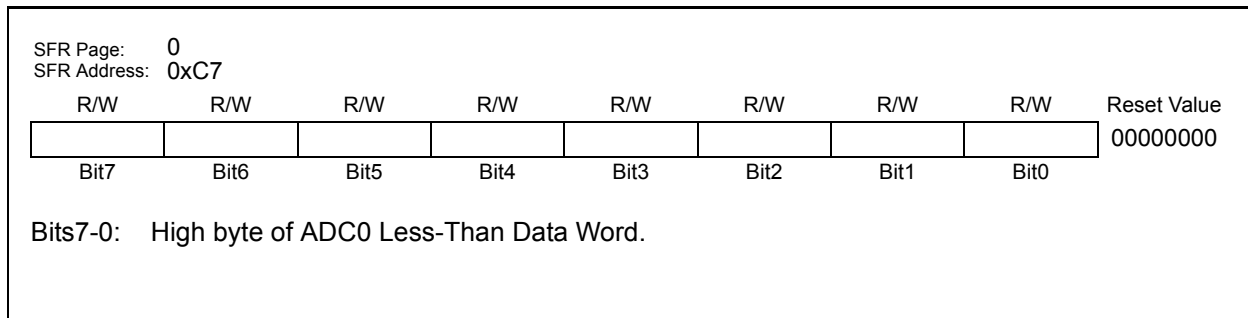 SFR Page: 0
SFR Address: 0xC7
R/W R/W R/W R/W R/W R/W R/W R/W Reset Value
00000000
Bit7 Bit6 Bit5 Bit4 Bit3 Bit2 Bit1 Bit0
Bits7-0: High byte of ADC0 Less-Than Data Word.